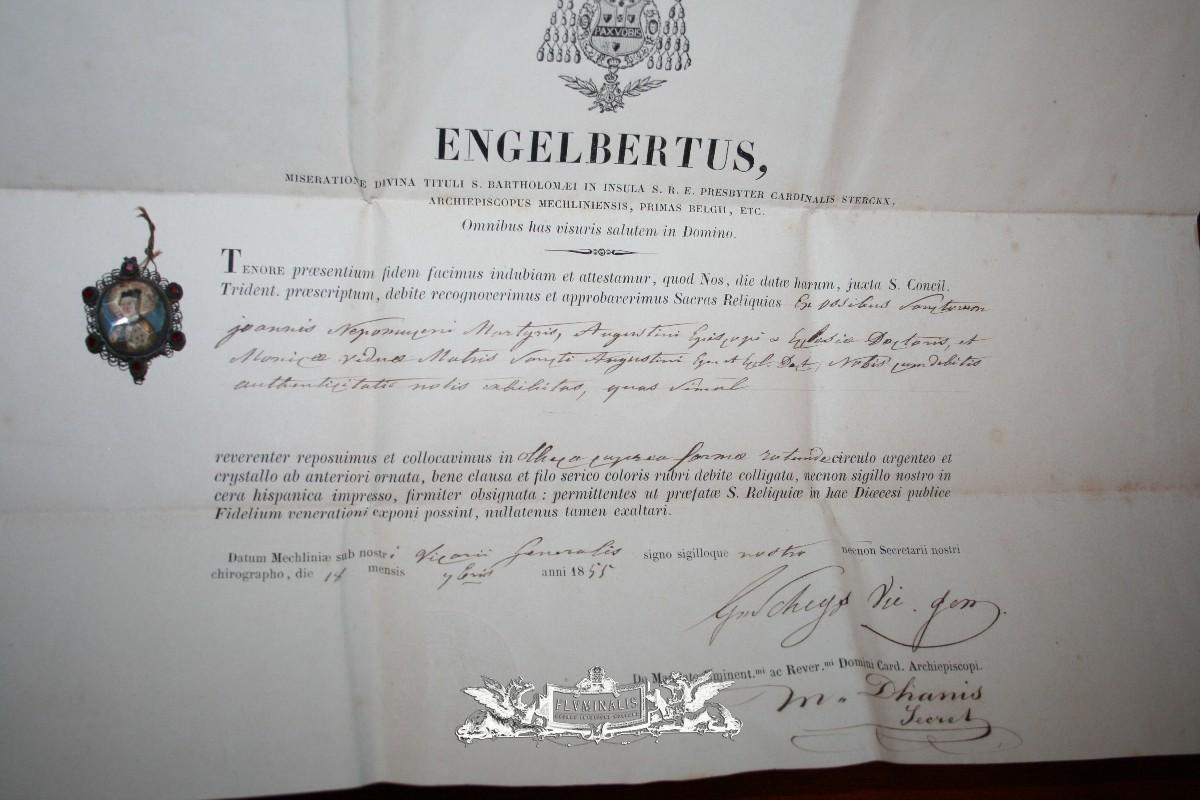 PAX VOBIS
ENGELBERTUS,
MISERATIONE DIVINA TITULI S. BARTHOLOMÆI IN INSULA S. R. E. PRESBYTER CARDINALIS STERCKX,
ARCHIEPISCOPUS MECHLINIENSIS, PRIMAS BELGII, ETC.
Omnibus has visuris salutem in Domino.
TENORE præsentium fidem facimus indubiam et attestamur, quod Nos, die datæ harum, juxta S. Concil.
Trident. præscriptum, debite recognoverimus et approbaverimus Sacras Reliquias Ex ossibus Sanctorum
Joannis Nepomuceni Martyris, Augustini Episcopi & Ecclesiæ Doctoris, et
Monicæ Viduæ Matris Sancti Augustini Epi. et Eccl. Doct., Nobis cum debitis
authenticitatis notis exhibitas, quas simul
reverenter reposuimus et collocavimus in theca cuprea formæ rotundæ circulo argenteo et
crystallo ab anteriori ornata, bene clausa et filo serico coloris rubri debite colligata, necnon sigillo nostro in
cera hispanica impresso, firmiter obsignata : permittentes ut præfatæ S. Reliquiæ in hac Diœcesi publice
Fidelium venerationi exponi possint, nullatenus tamen exaltari.
Datum Mechliniæ sub nostri Vicarii Generalis signo sigilloque nostro necnon Secretarii nostri
chirographo, die 14 mensis 9bris anni 1855
Schegs Vic. gen.
De Mandato Eminent.mi ac Rever.mi Domini Card. Archiepiscopi.
Dhanis
Secret
FLVMINALIS